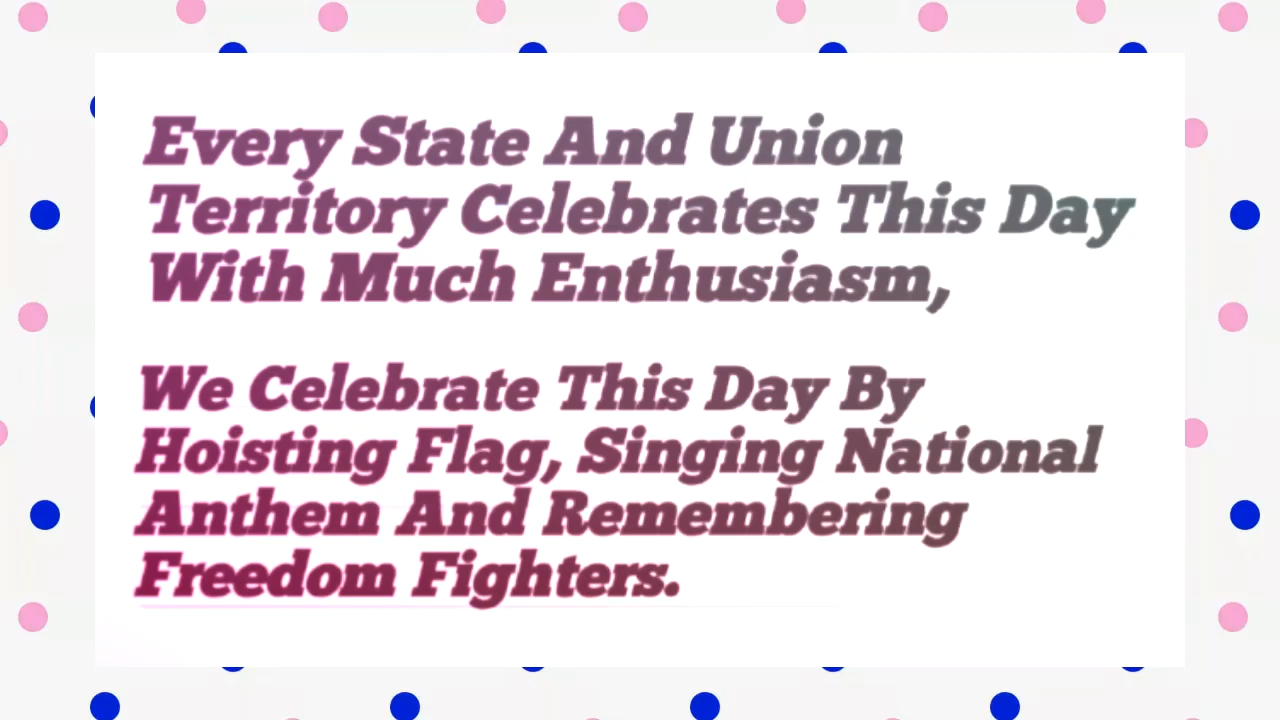 Every State And Union
Territory Celebrates This Day
With Much Enthusiasm,
We Celebrate This Day By
Hoisting Flag, Singing National
Anthem And Remembering
Freedom Fighters.